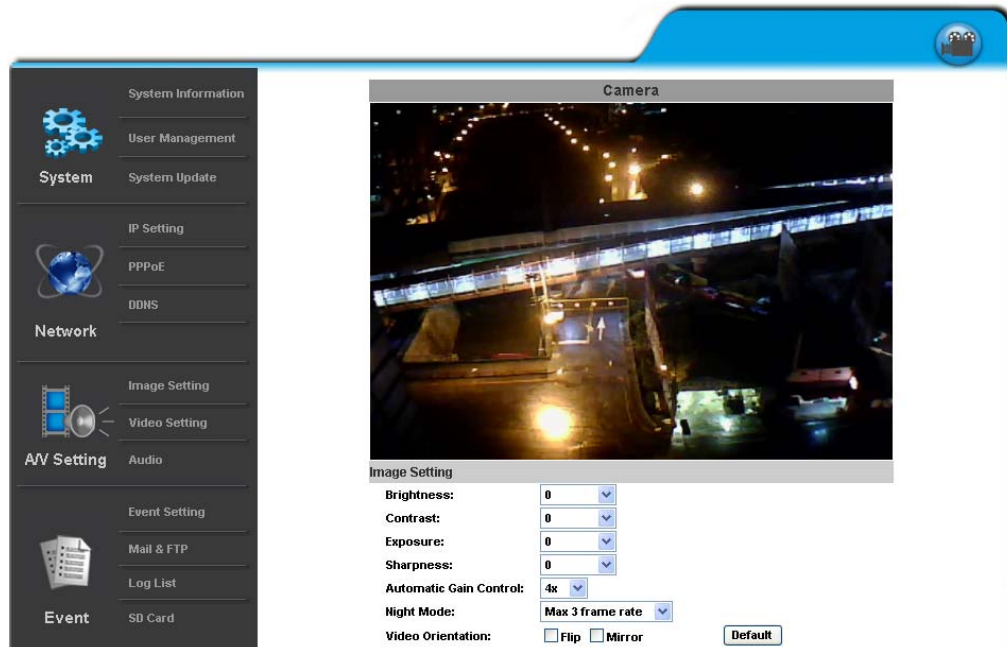 System Information
User Management
System
System Update
IP Setting
PPPoE
DDNS
Network
Image Setting
Video Setting
A/V Setting
Audio
Event Setting
Mail & FTP
Log List
Event
SD Card
Camera
Image Setting
Brightness: 0
Contrast: 0
Exposure: 0
Sharpness: 0
Automatic Gain Control: 4x
Night Mode: Max 3 frame rate
Video Orientation: Flip Mirror Default